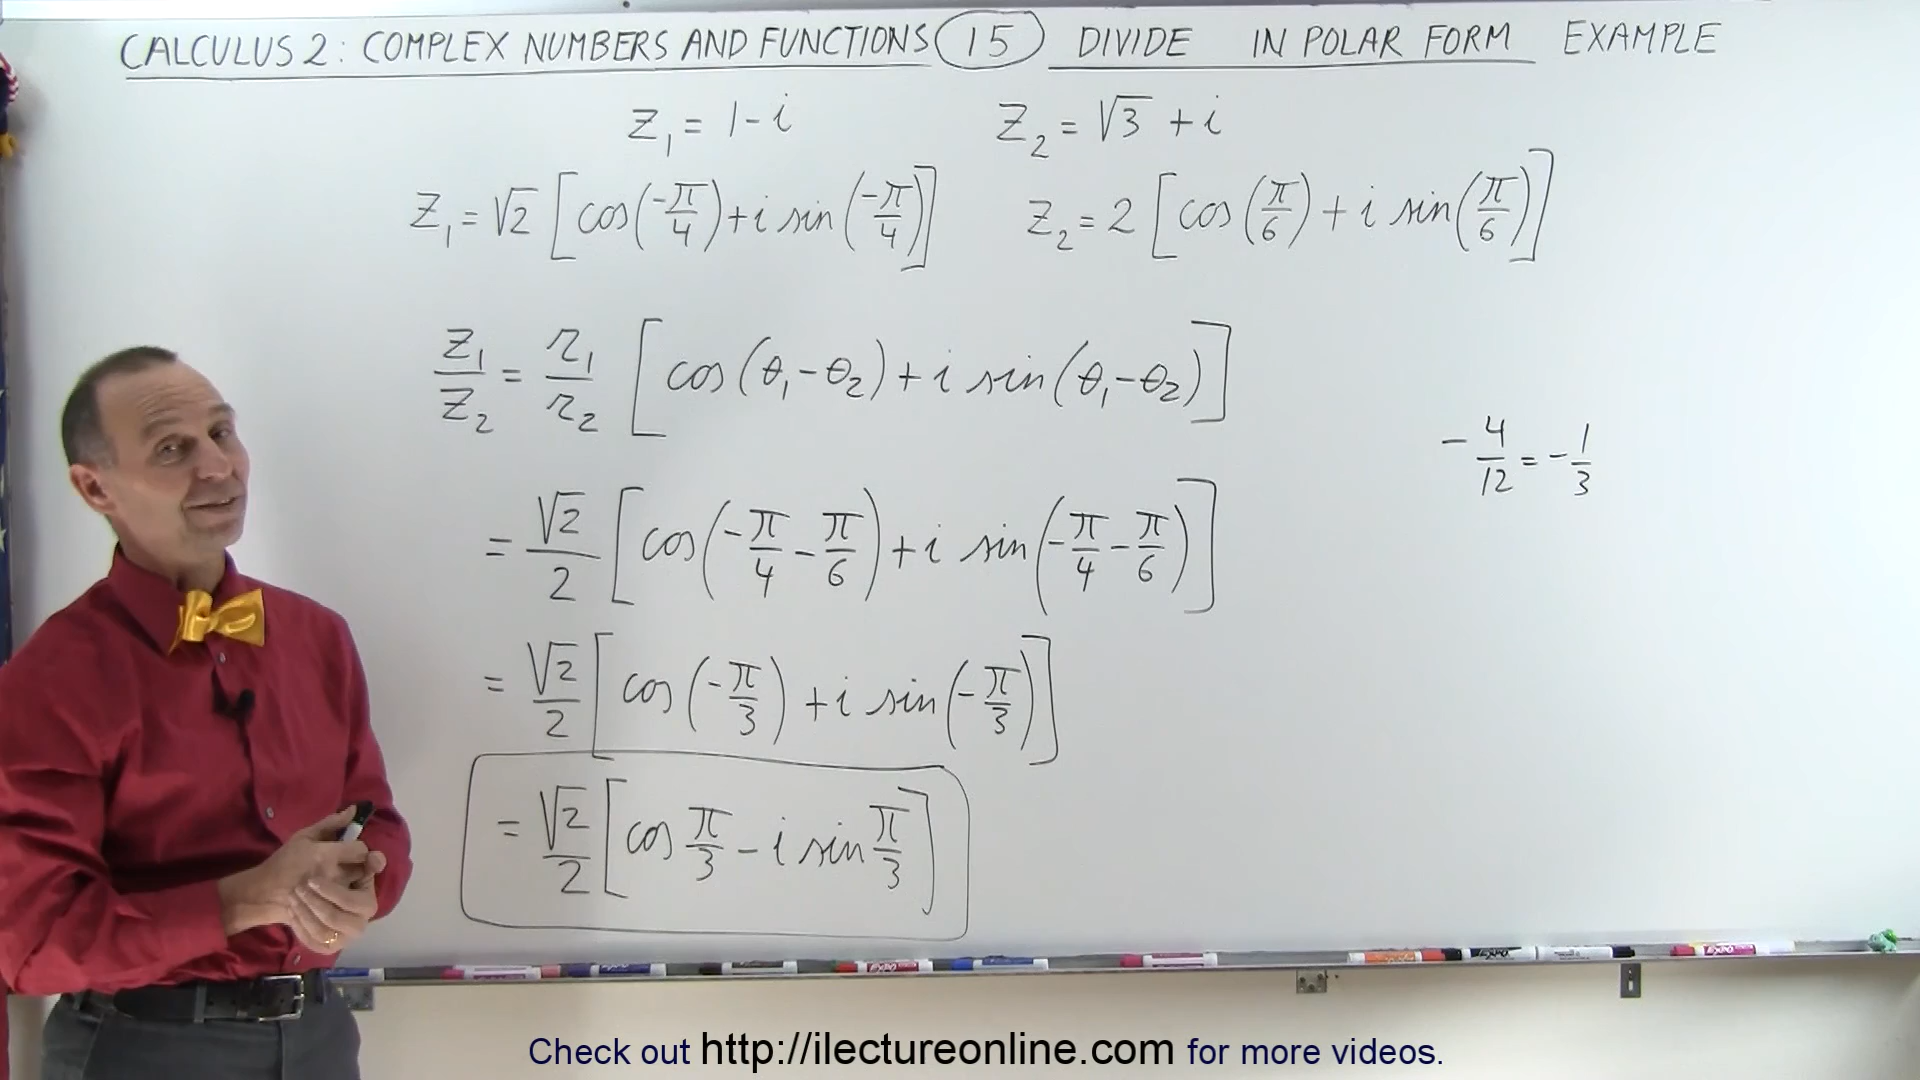 CALCULUS 2: COMPLEX NUMBERS AND FUNCTIONS 15 DIVIDE IN POLAR FORM EXAMPLE
Z₁ = 1 - i Z₂ = √3 + i
Z₁ = √2 [cos(-π/4) + i sin(-π/4)] Z₂ = 2 [cos(π/6) + i sin(π/6)]
Z₁/Z₂ = r₁/r₂ [cos(θ₁-θ₂) + i sin(θ₁-θ₂)]
-4/12 = -1/3
= √2/2 [cos(-π/4 - π/6) + i sin(-π/4 - π/6)]
= √2/2 [cos(-π/3) + i sin(-π/3)]
= √2/2 [cos π/3 - i sin π/3]
Check out http://ilectureonline.com for more videos.